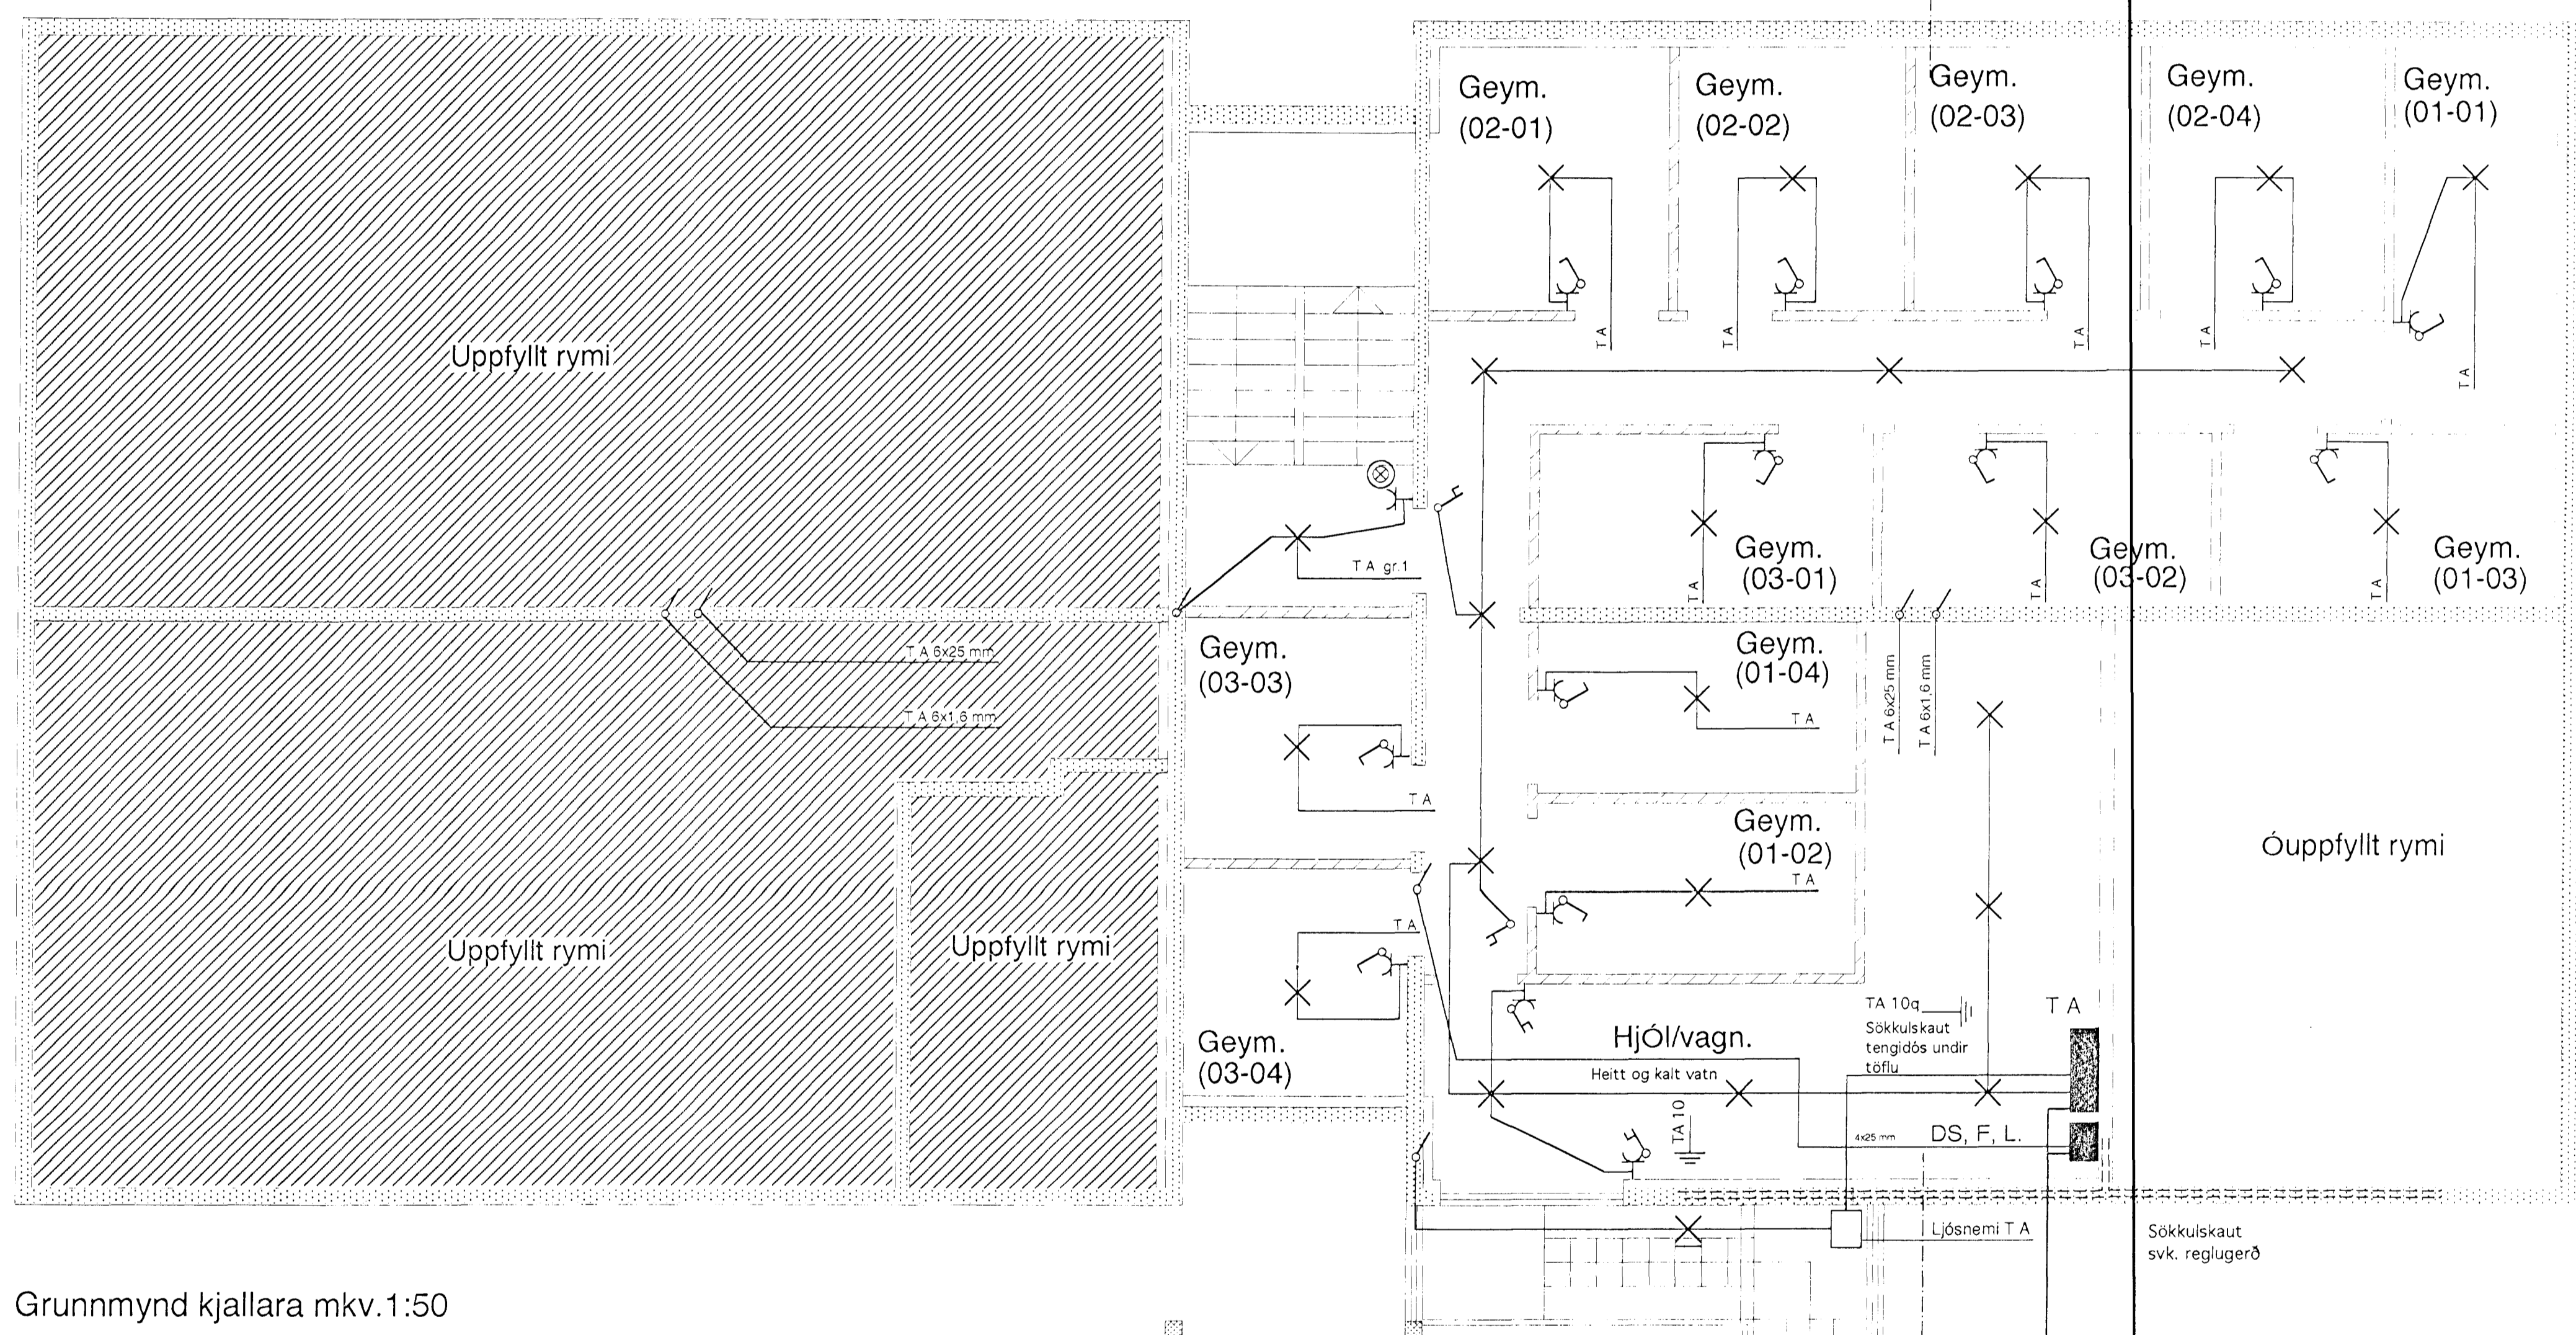 Geym.
(02-01)
Geym.
(02-02)
Geym.
(02-03)
Geym.
(02-04)
Geym.
(01-01)
T A
T A
T A
T A
T A
Uppfyllt rymi
T A gr.1
Geym.
(03-01)
T A
Geym.
(03-02)
T A
Geym.
(01-03)
T A
T A 6x25 mm
T A 6x1,6 mm
Geym.
(03-03)
T A
Geym.
(01-04)
T A
T A 6x25 mm
T A 6x1,6 mm
Geym.
(01-02)
T A
Óuppfyllt rymi
Uppfyllt rymi
Uppfyllt rymi
T A
Geym.
(03-04)
Hjól/vagn.
Heitt og kalt vatn
TA 10q
Sökkulskaut
tengidós undir
töflu
T A
TA 10
4x25 mm
DS, F, L.
Ljósnemi T A
Sökkulskaut
svk. reglugerð
Grunnmynd kjallara mkv.1:50